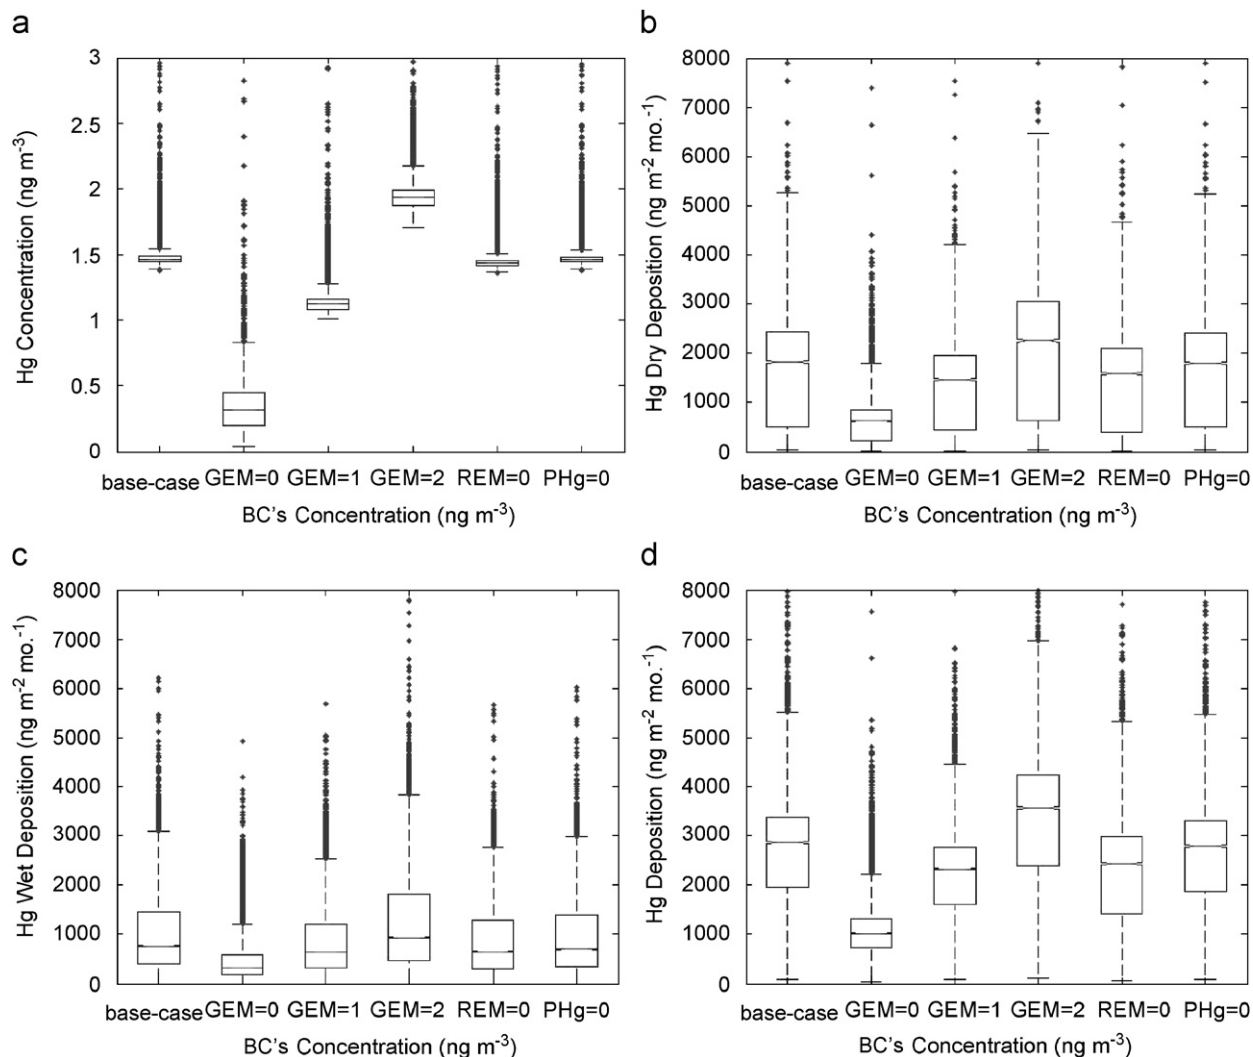 a
3
2.5
2
1.5
1
0.5
0
Hg Concentration (ng m-3)
base-case GEM=0 GEM=1 GEM=2 REM=0 PHg=0
BC's Concentration (ng m-3)
b
8000
7000
6000
5000
4000
3000
2000
1000
0
Hg Dry Deposition (ng m-2 mo.-1)
base-case GEM=0 GEM=1 GEM=2 REM=0 PHg=0
BC's Concentration (ng m-3)
c
8000
7000
6000
5000
4000
3000
2000
1000
0
Hg Wet Deposition (ng m-2 mo.-1)
base-case GEM=0 GEM=1 GEM=2 REM=0 PHg=0
BC's Concentration (ng m-3)
d
8000
7000
6000
5000
4000
3000
2000
1000
0
Hg Deposition (ng m-2 mo.-1)
base-case GEM=0 GEM=1 GEM=2 REM=0 PHg=0
BC's Concentration (ng m-3)